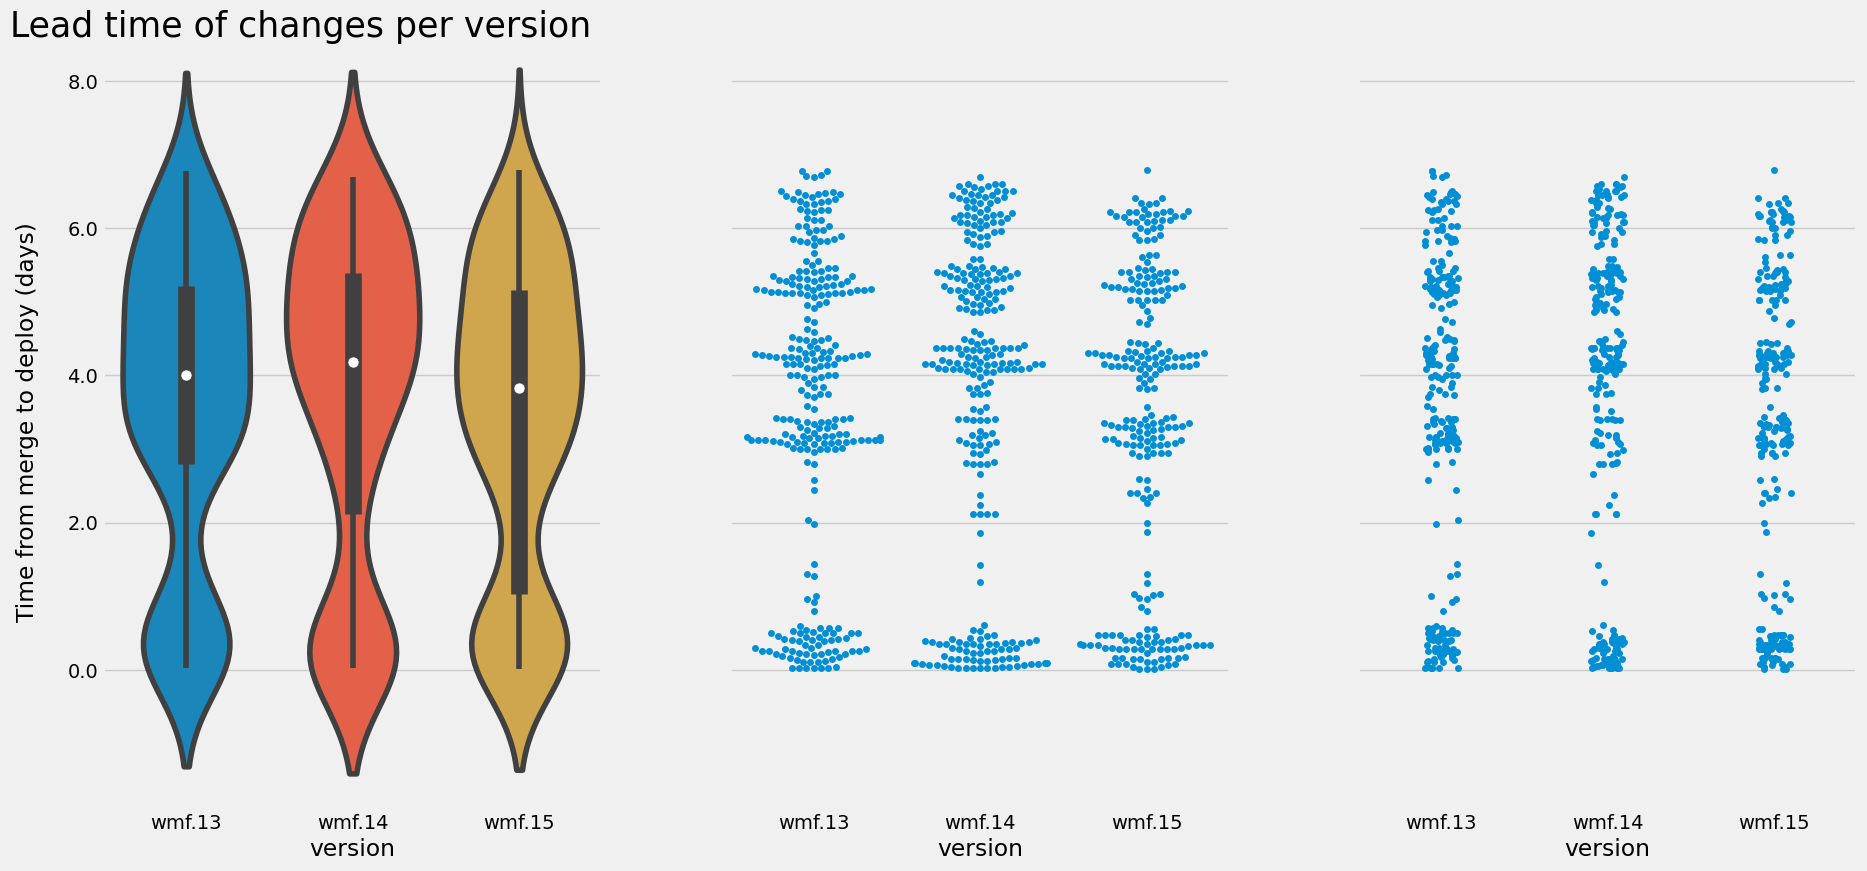 Lead time of changes per version
Time from merge to deploy (days)
8.0
6.0
4.0
2.0
0.0
wmf.13 wmf.14 wmf.15
version
wmf.13 wmf.14 wmf.15
version
wmf.13 wmf.14 wmf.15
version